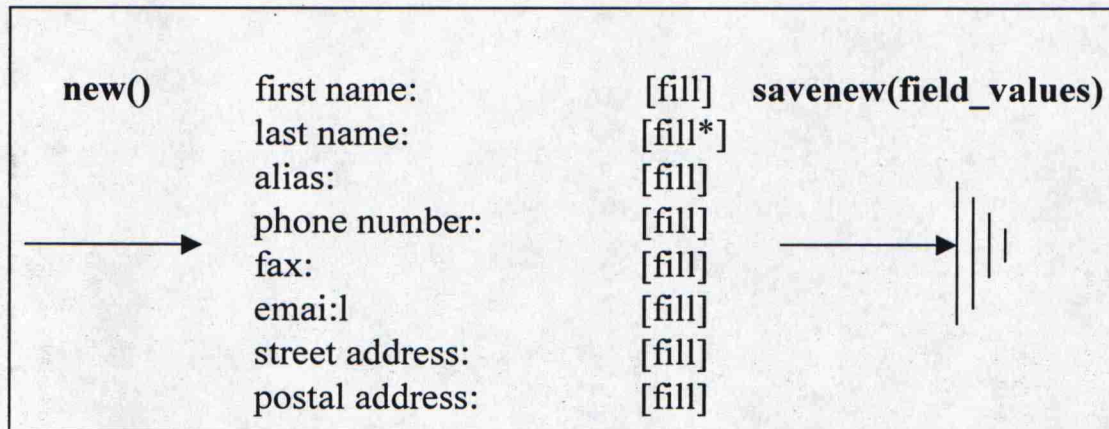 new() first name: [fill] savenew(field_values)
last name: [fill*]
alias: [fill]
phone number: [fill]
fax: [fill]
emai:l [fill]
street address: [fill]
postal address: [fill]